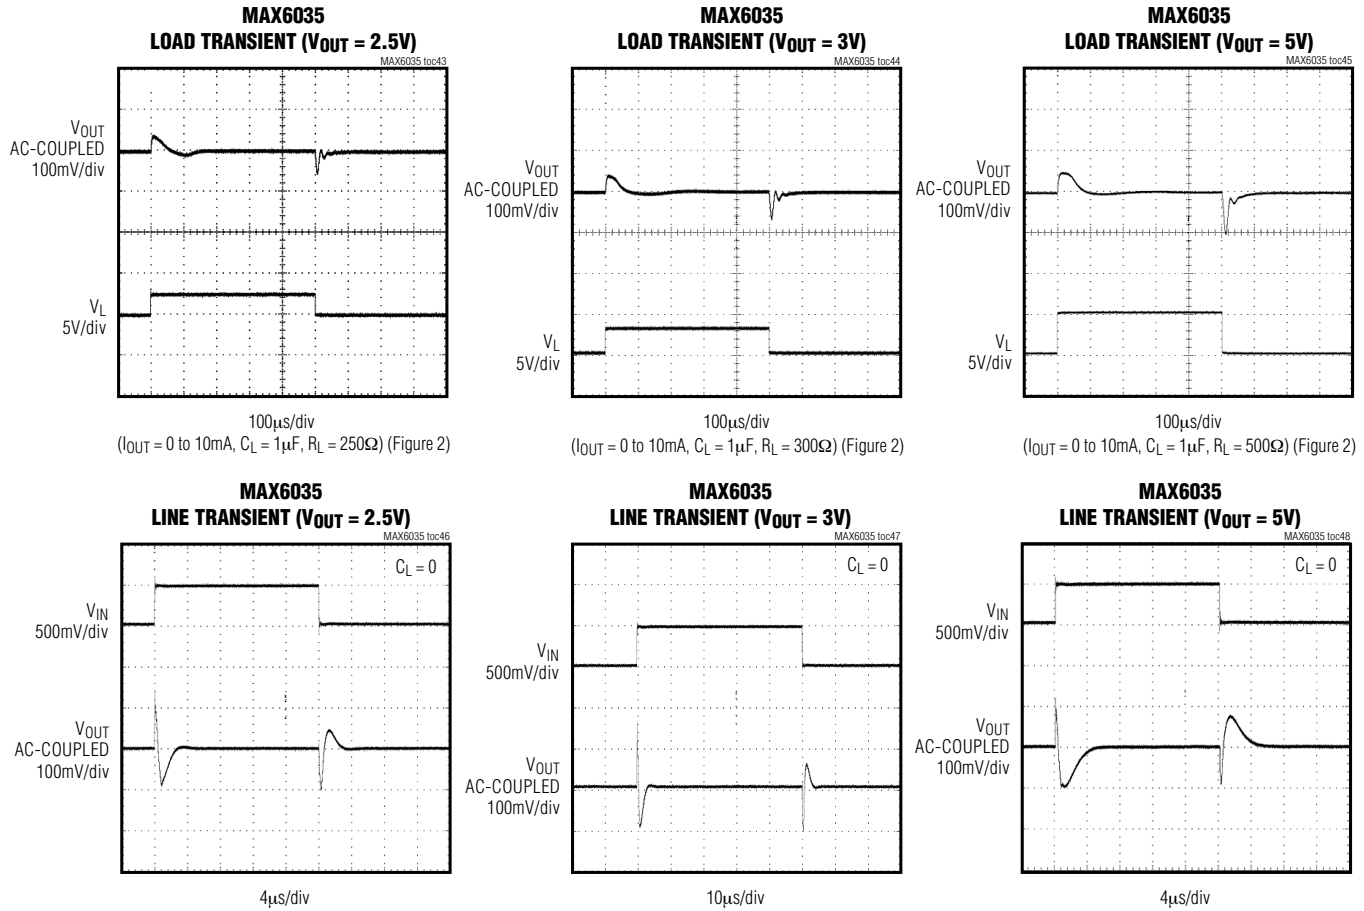 MAX6035
LOAD TRANSIENT (VOUT = 2.5V)
MAX6035 toc43
VOUT
AC-COUPLED
100mV/div
VL
5V/div
100μs/div
(IOUT = 0 to 10mA, CL = 1μF, RL = 250Ω) (Figure 2)
MAX6035
LOAD TRANSIENT (VOUT = 3V)
MAX6035 toc44
VOUT
AC-COUPLED
100mV/div
VL
5V/div
100μs/div
(IOUT = 0 to 10mA, CL = 1μF, RL = 300Ω) (Figure 2)
MAX6035
LOAD TRANSIENT (VOUT = 5V)
MAX6035 toc45
VOUT
AC-COUPLED
100mV/div
VL
5V/div
100μs/div
(IOUT = 0 to 10mA, CL = 1μF, RL = 500Ω) (Figure 2)
MAX6035
LINE TRANSIENT (VOUT = 2.5V)
MAX6035 toc46
CL = 0
VIN
500mV/div
VOUT
AC-COUPLED
100mV/div
4μs/div
MAX6035
LINE TRANSIENT (VOUT = 3V)
MAX6035 toc47
CL = 0
VIN
500mV/div
VOUT
AC-COUPLED
100mV/div
10μs/div
MAX6035
LINE TRANSIENT (VOUT = 5V)
MAX6035 toc48
CL = 0
VIN
500mV/div
VOUT
AC-COUPLED
100mV/div
4μs/div